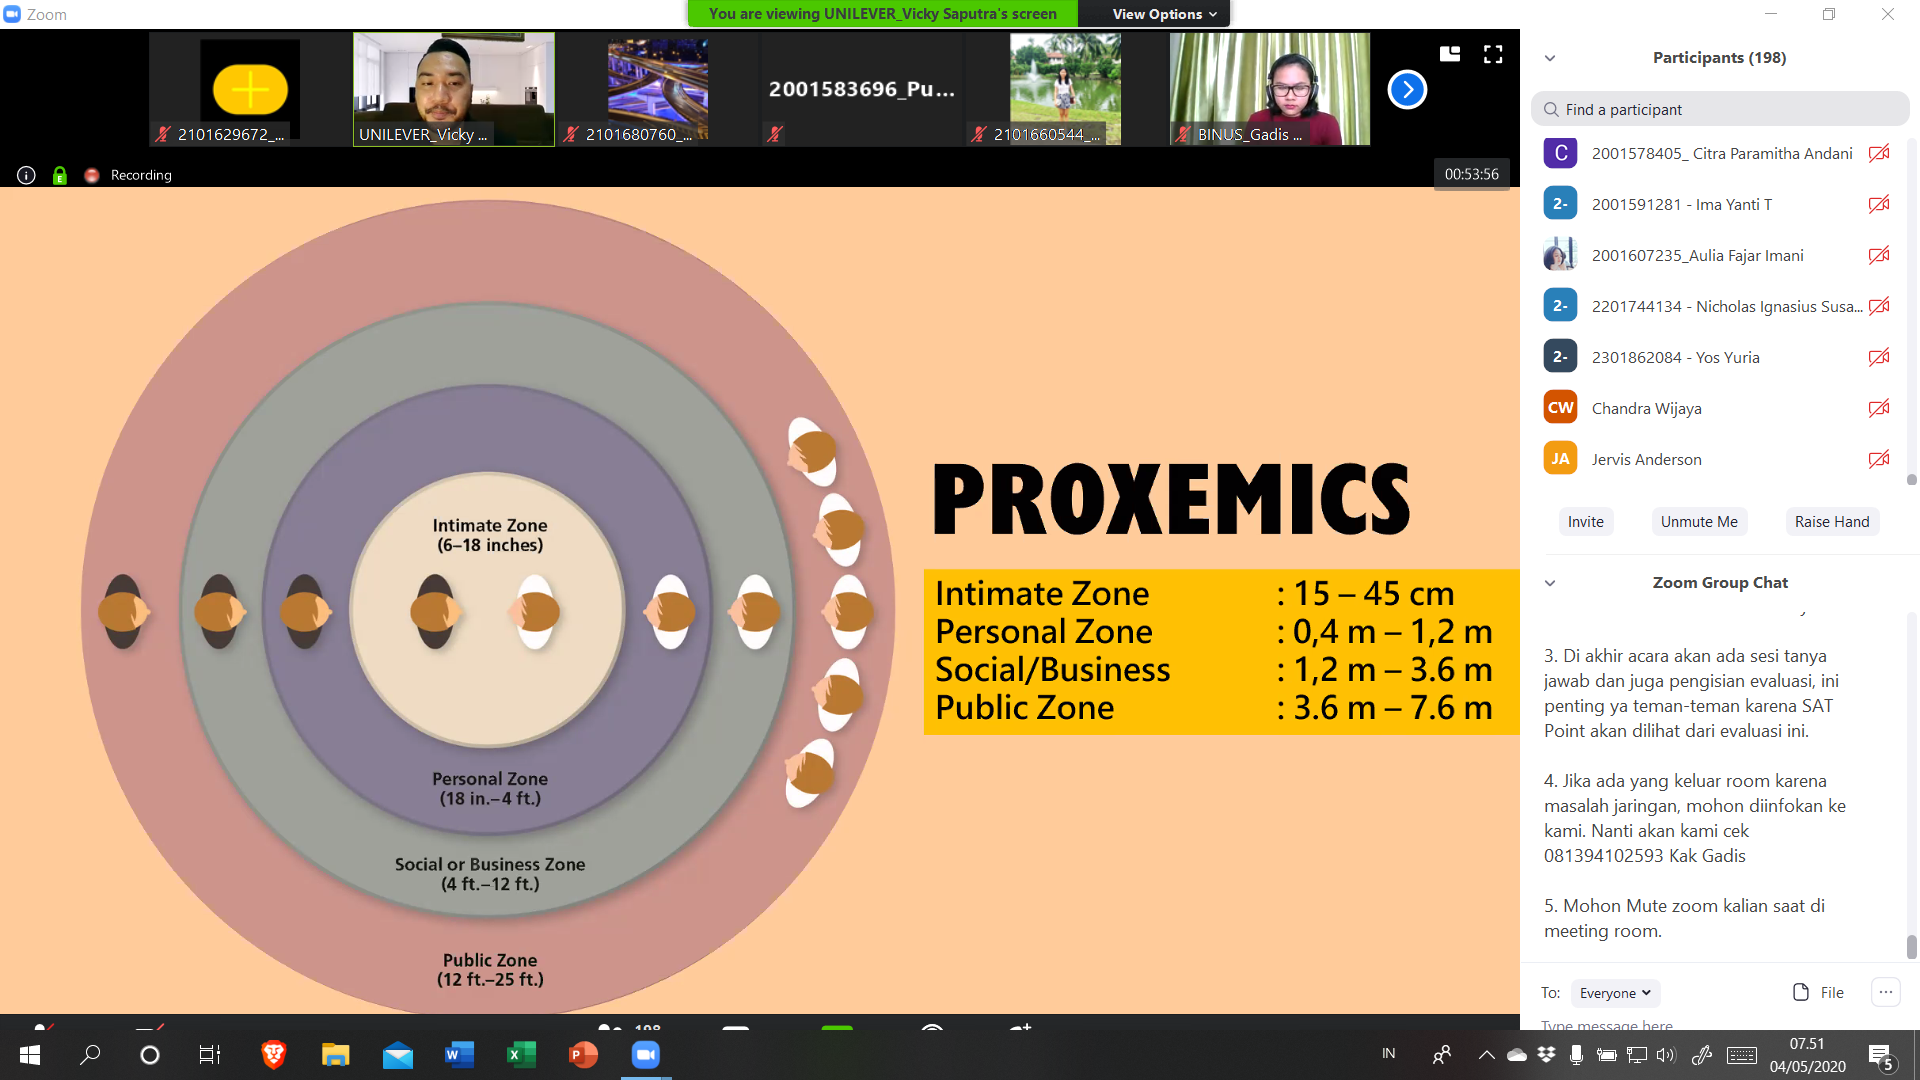 Zoom
You are viewing UNILEVER_Vicky Saputra's screen
View Options
2101629672_...
UNILEVER_Vicky ...
2101680760_...
2001583696_Pu...
2101660544_...
BINUS_Gadis ...
Recording
00:53:56
Intimate Zone
(6–18 inches)
Personal Zone
(18 in.–4 ft.)
Social or Business Zone
(4 ft.–12 ft.)
Public Zone
(12 ft.–25 ft.)
PROXEMICS
Intimate Zone : 15 – 45 cm
Personal Zone : 0,4 m – 1,2 m
Social/Business : 1,2 m – 3.6 m
Public Zone : 3.6 m – 7.6 m
Participants (198)
Find a participant
C 2001578405_ Citra Paramitha Andani
2- 2001591281 - Ima Yanti T
2001607235_Aulia Fajar Imani
2- 2201744134 - Nicholas Ignasius Susa...
2- 2301862084 - Yos Yuria
CW Chandra Wijaya
JA Jervis Anderson
Invite Unmute Me Raise Hand
Zoom Group Chat
3. Di akhir acara akan ada sesi tanya
jawab dan juga pengisian evaluasi, ini
penting ya teman-teman karena SAT
Point akan dilihat dari evaluasi ini.
4. Jika ada yang keluar room karena
masalah jaringan, mohon diinfokan ke
kami. Nanti akan kami cek
081394102593 Kak Gadis
5. Mohon Mute zoom kalian saat di
meeting room.
To: Everyone File ...
Type message here
198
IN
07.51
04/05/2020
5